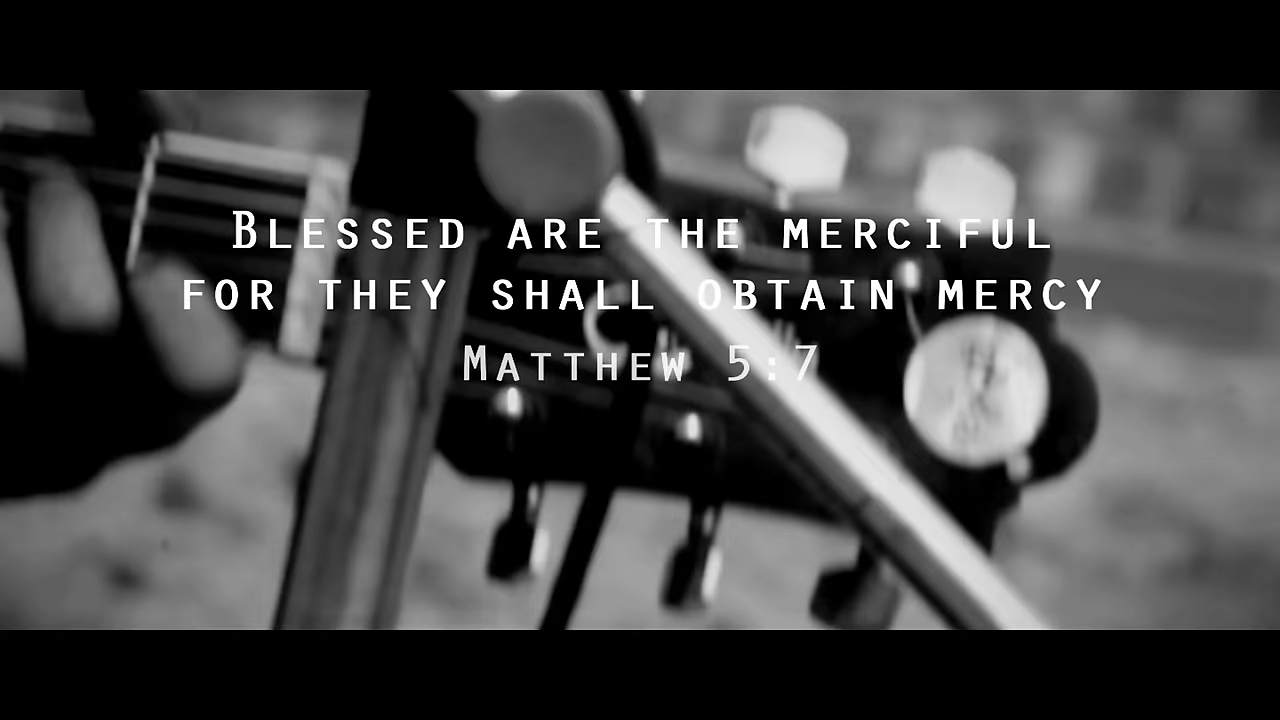 Blessed are the merciful
for they shall obtain mercy
Matthew 5:7